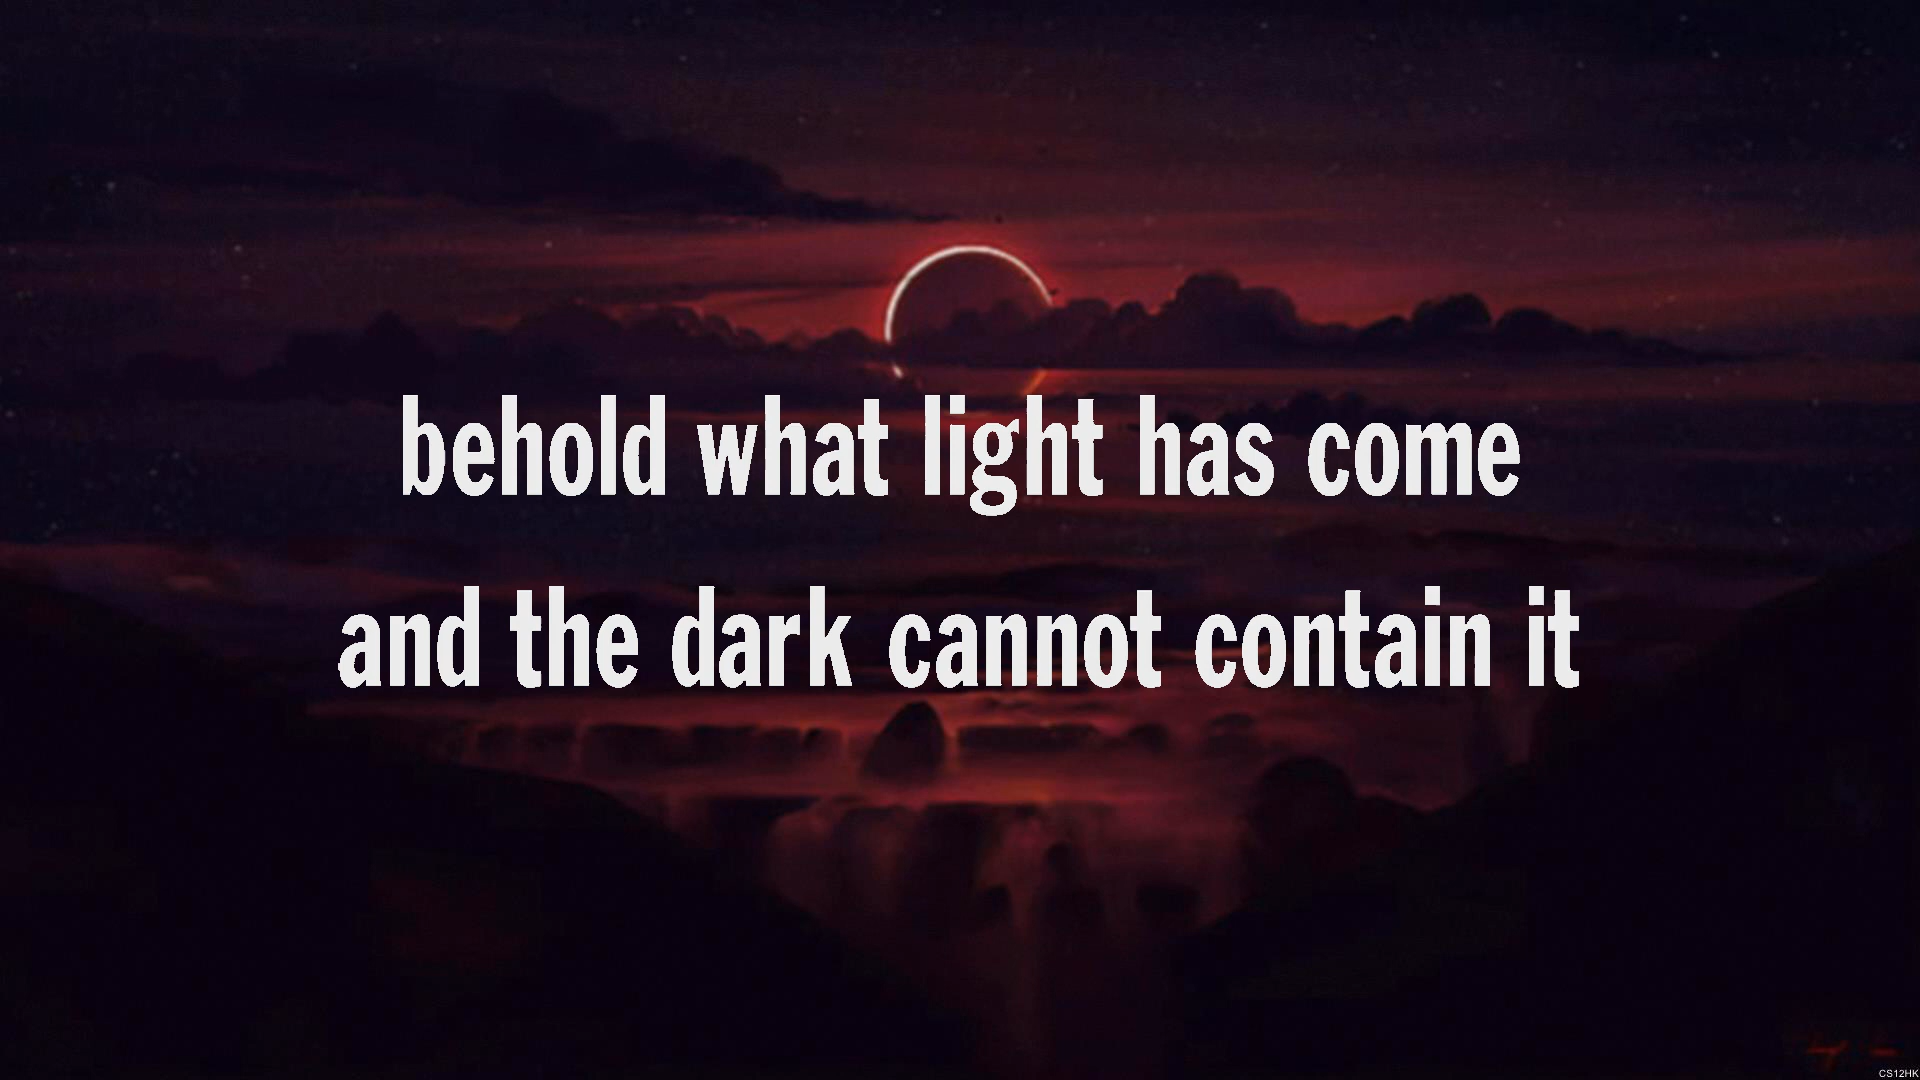 behold what light has come
and the dark cannot contain it
CS12HK